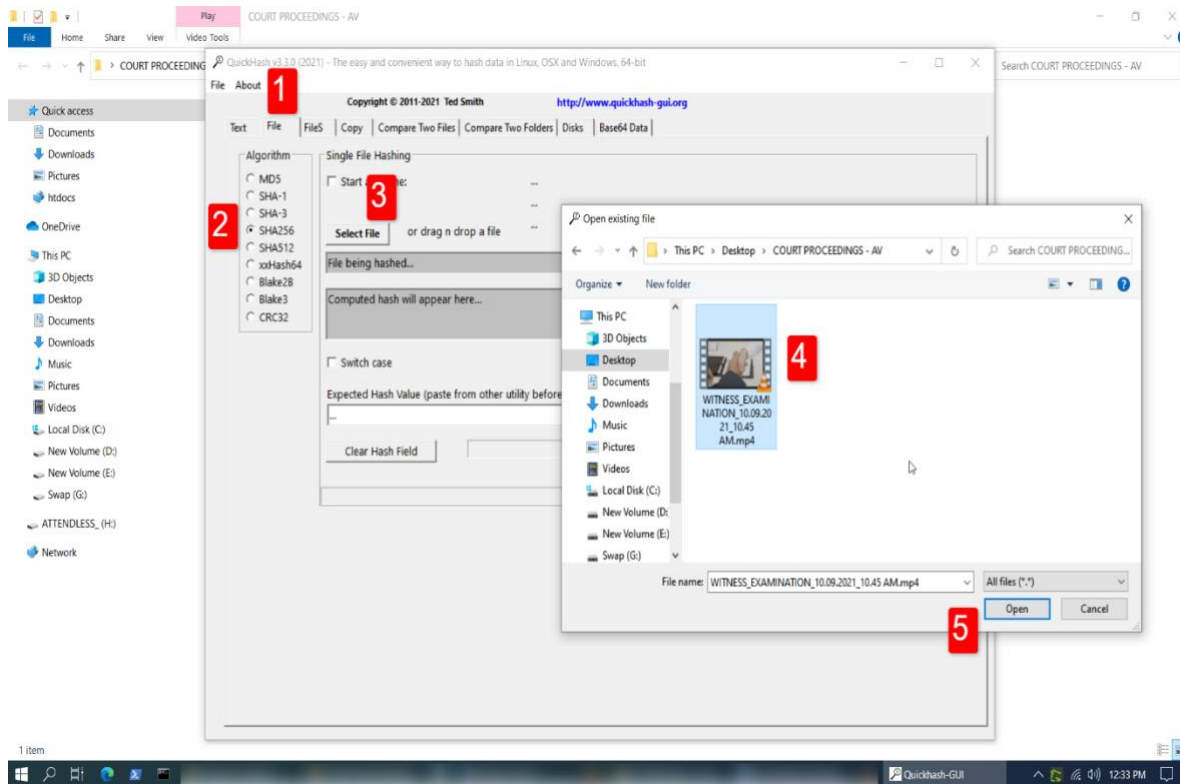 Play
COURT PROCEEDINGS - AV
File Home Share View Video Tools
COURT PROCEEDING
Search COURT PROCEEDINGS - AV
QuickHash v3.3.0 (2021) - The easy and convenient way to hash data in Linux, OSX and Windows, 64-bit
File About
1
Copyright © 2011-2021 Ted Smith http://www.quickhash-gui.org
Text File FileS Copy Compare Two Files Compare Two Folders Disks Base64 Data
Quick access
Documents
Downloads
Pictures
htdocs
OneDrive
This PC
3D Objects
Desktop
Documents
Downloads
Music
Pictures
Videos
Local Disk (C:)
New Volume (D:)
New Volume (E:)
Swap (G:)
ATTENDLESS_ (H:)
Network
Algorithm
MD5
SHA-1
SHA-3
2
SHA256
SHA512
xxHash64
Blake2B
Blake3
CRC32
Single File Hashing
Start
3
...
...
Select File or drag n drop a file ...
File being hashed...
Computed hash will appear here...
Switch case
Expected Hash Value (paste from other utility before
...
Clear Hash Field
Open existing file
This PC Desktop COURT PROCEEDINGS - AV
Search COURT PROCEEDING...
Organize New folder
This PC
3D Objects
Desktop
Documents
Downloads
Music
Pictures
Videos
Local Disk (C:)
New Volume (D:
New Volume (E:)
Swap (G:)
4
WITNESS_EXAMI
NATION_10.09.20
21_10.45
AM.mp4
File name: WITNESS_EXAMINATION_10.09.2021_10.45 AM.mp4 All files (*.*)
Open Cancel
5
1 item
Quickhash-GUI
12:33 PM